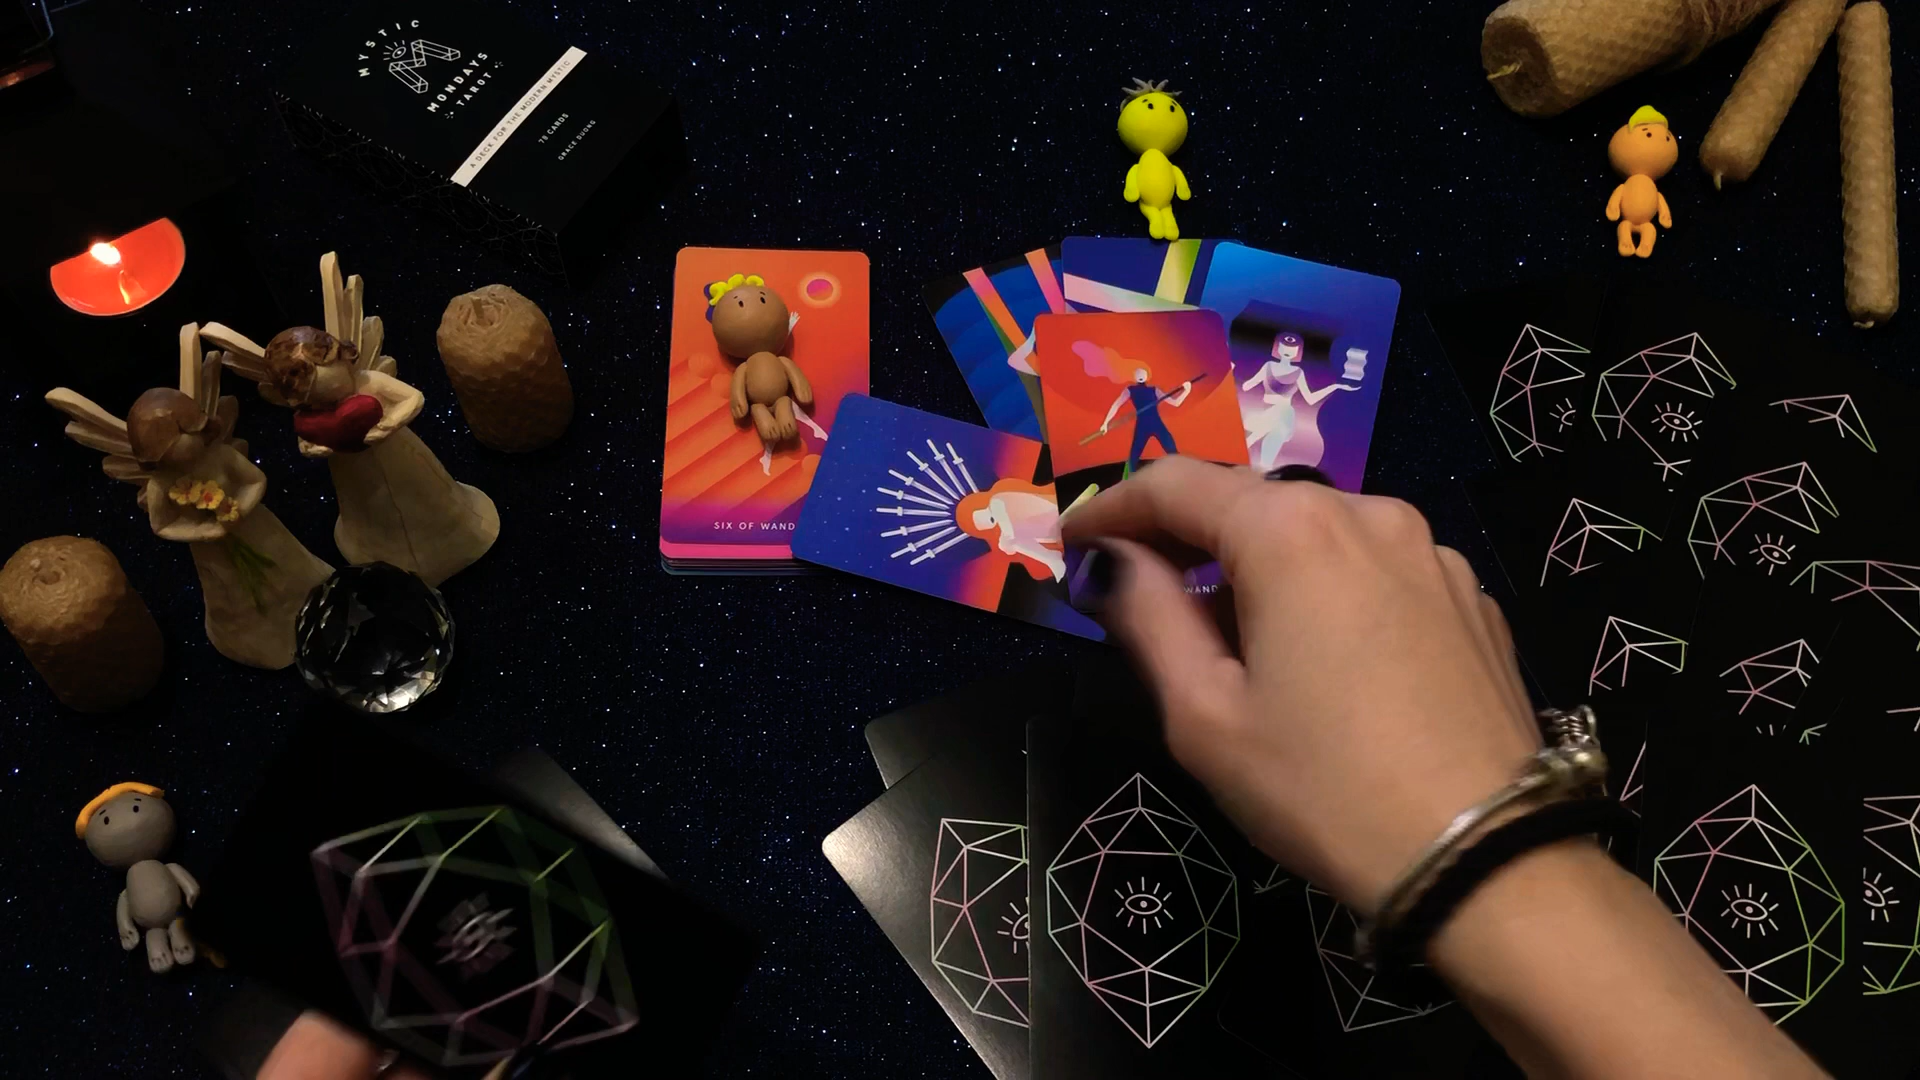 MYSTIC
MONDAYS
TAROT
A DECK FOR THE MODERN MYSTIC
78 CARDS
GRACE DUONG
SIX OF WAND
WAND